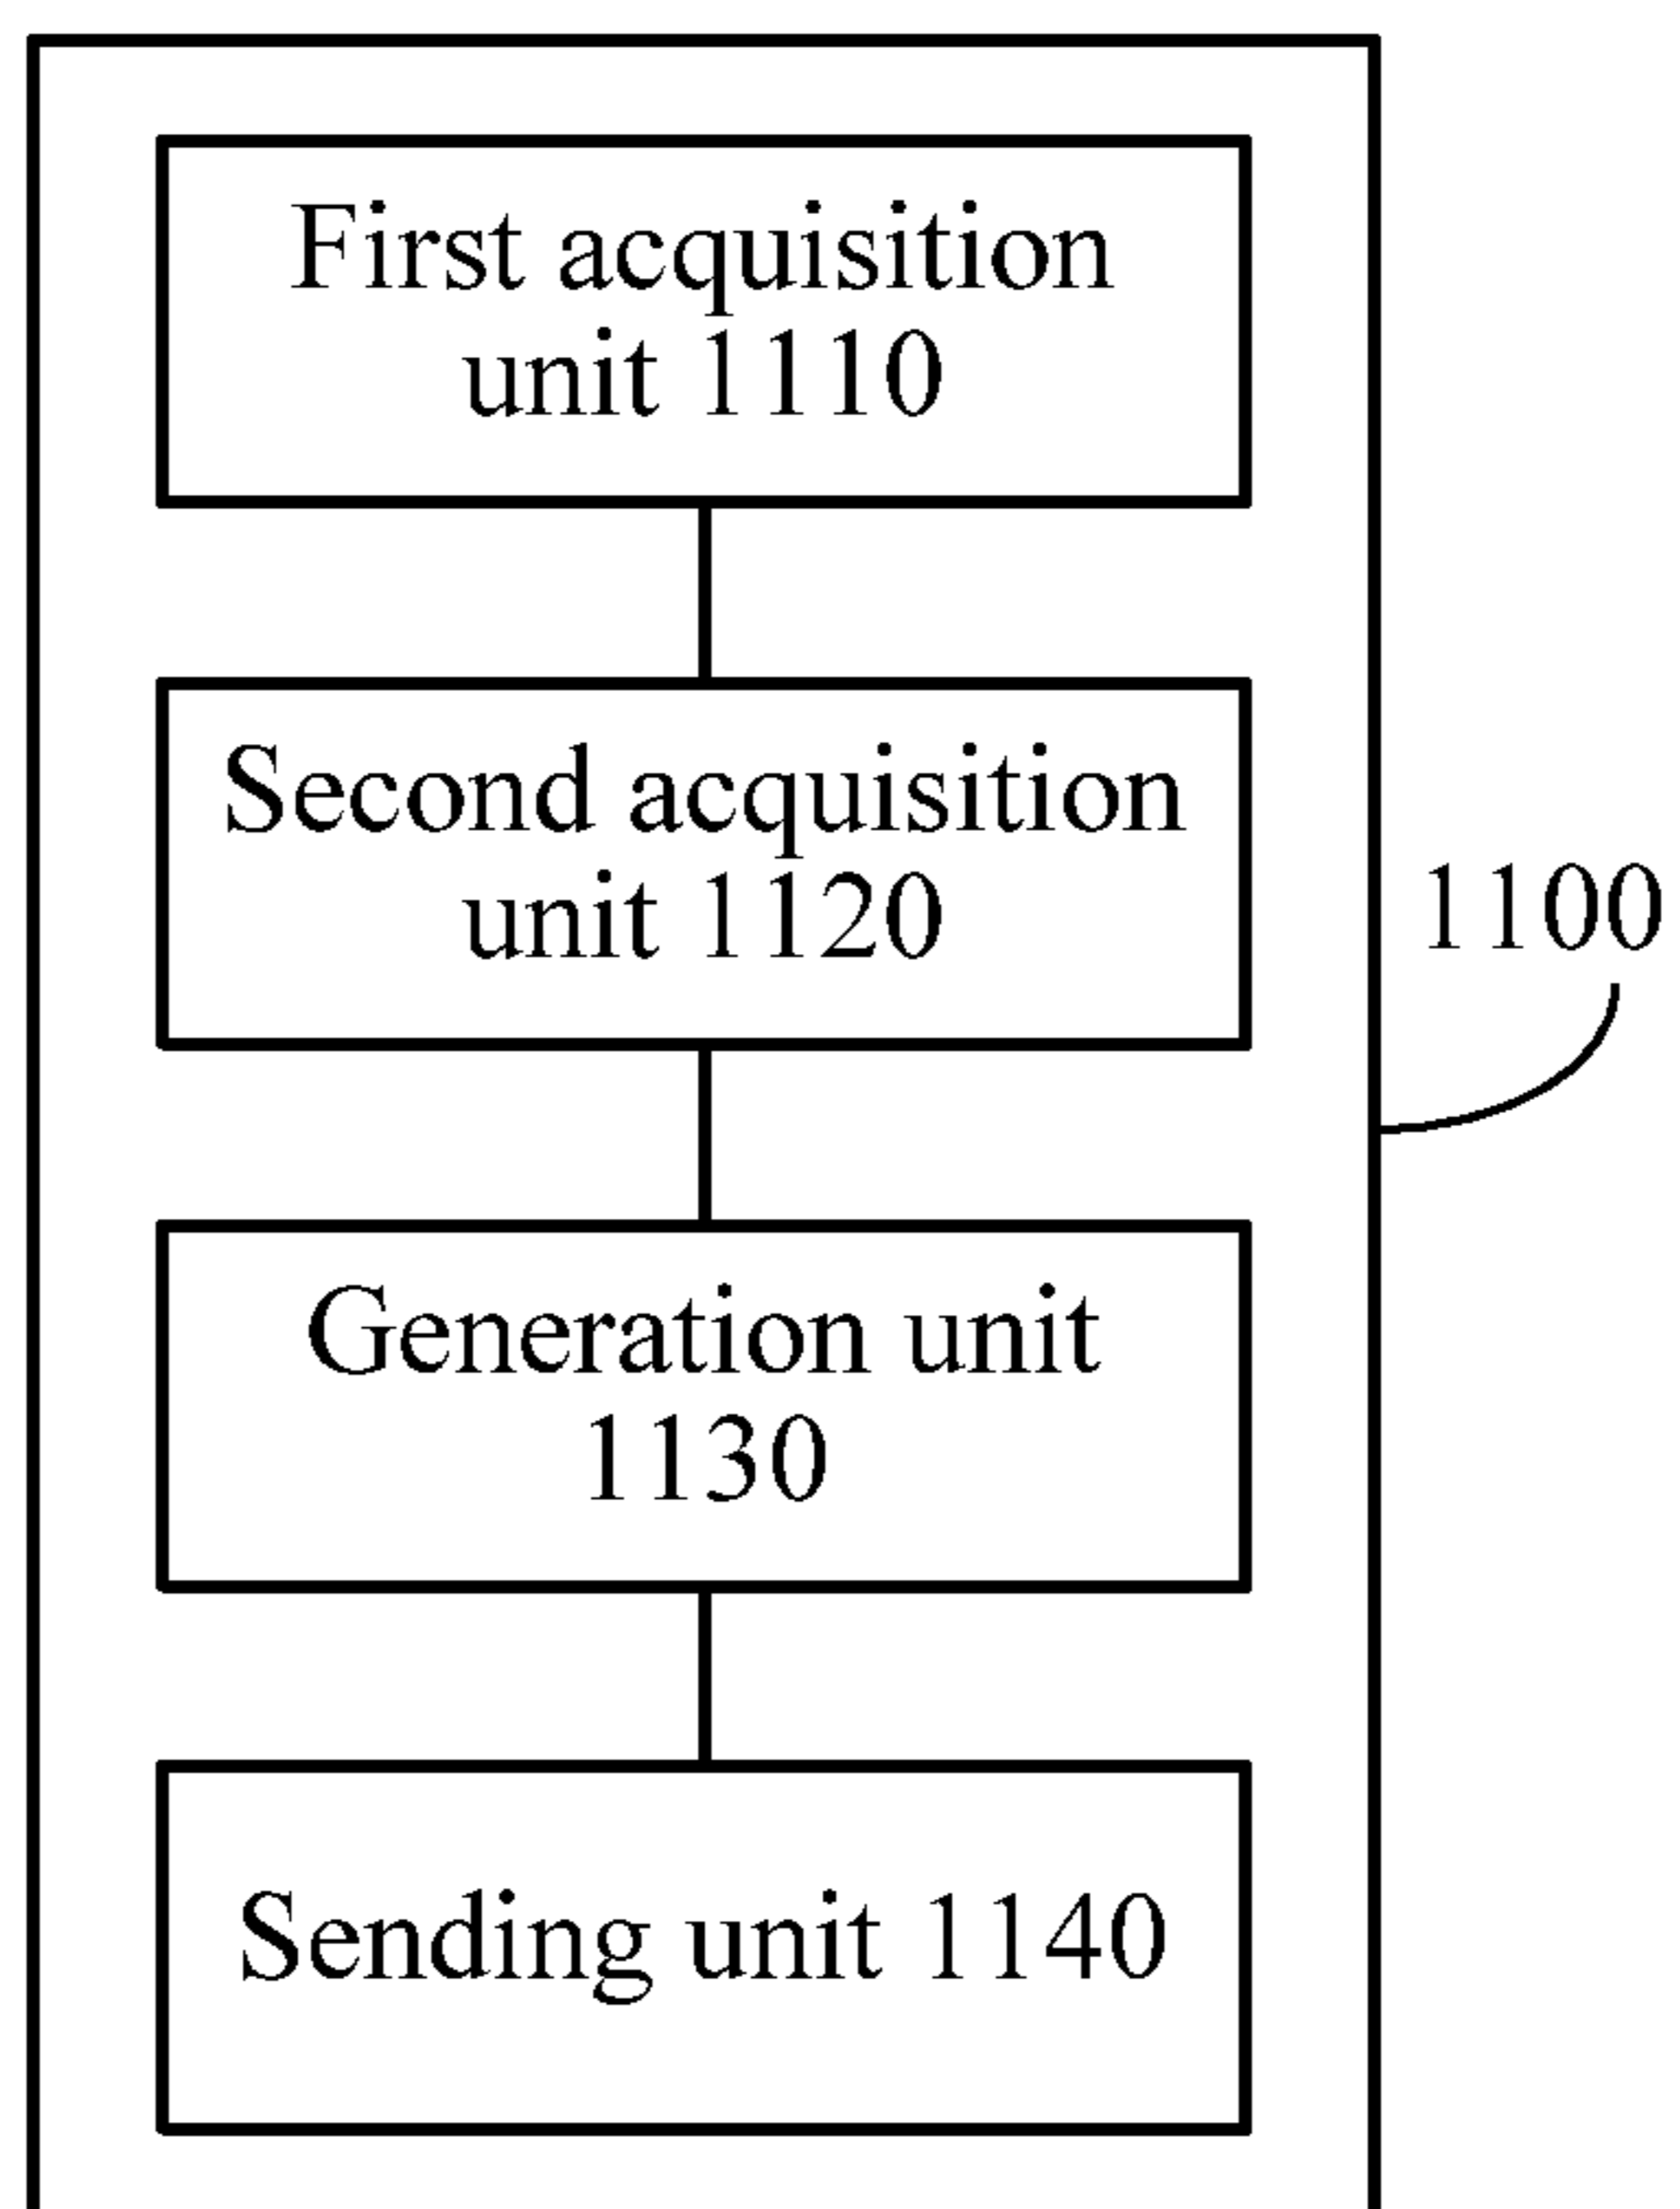 First acquisition
unit 1110
Second acquisition
unit 1120
1100
Generation unit
1130
Sending unit 1140